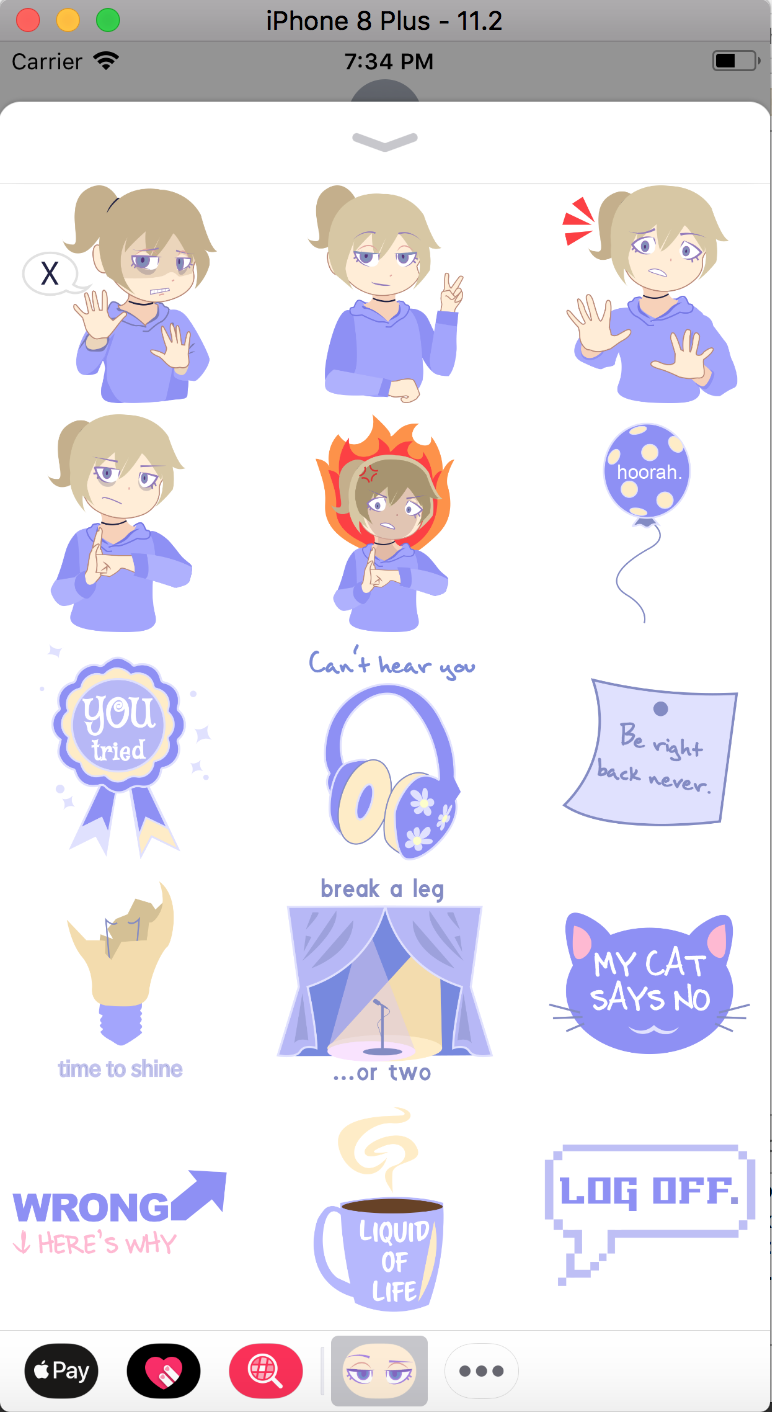 iPhone 8 Plus - 11.2
Carrier 7:34 PM
X
hoorah.
you
tried
Can't hear you
Be right
back never.
time to shine
break a leg
...or two
MY CAT
SAYS NO
WRONG
↓ HERE'S WHY
LIQUID
OF
LIFE
LOG OFF.
Pay